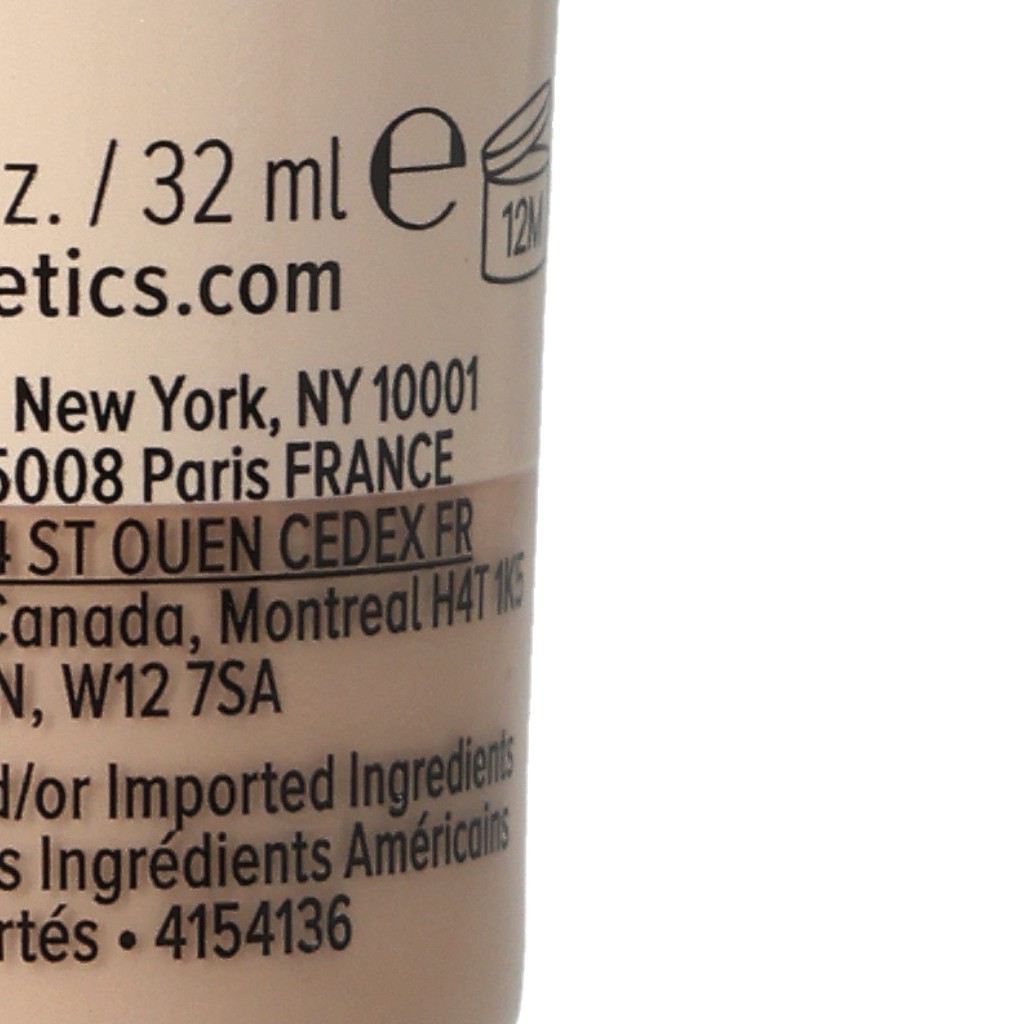 z. / 32 ml ℮ 12M
etics.com
New York, NY 10001
5008 Paris FRANCE
4 ST OUEN CEDEX FR
Canada, Montreal H4T 1K5
N, W12 7SA
d/or Imported Ingredients
s Ingrédients Américains
rtés • 4154136